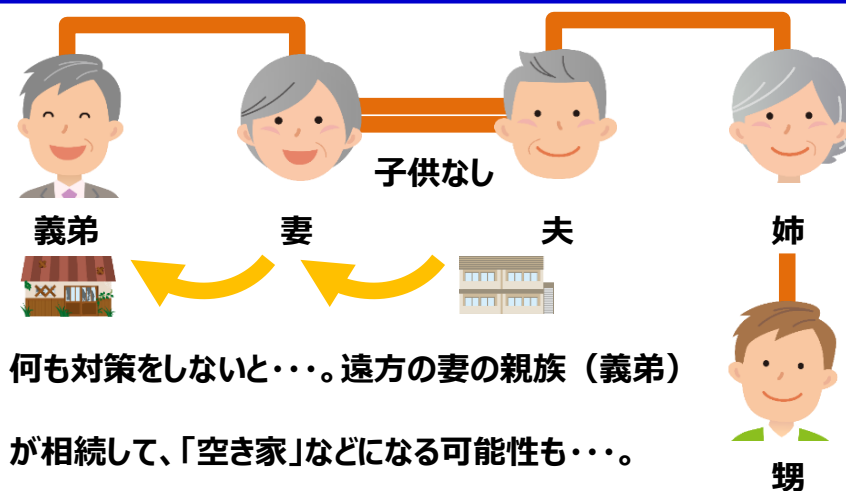 子供なし
義弟
妻
夫
姉
何も対策をしないと・・・。遠方の妻の親族（義弟）
が相続して、「空き家」などになる可能性も・・・。
甥